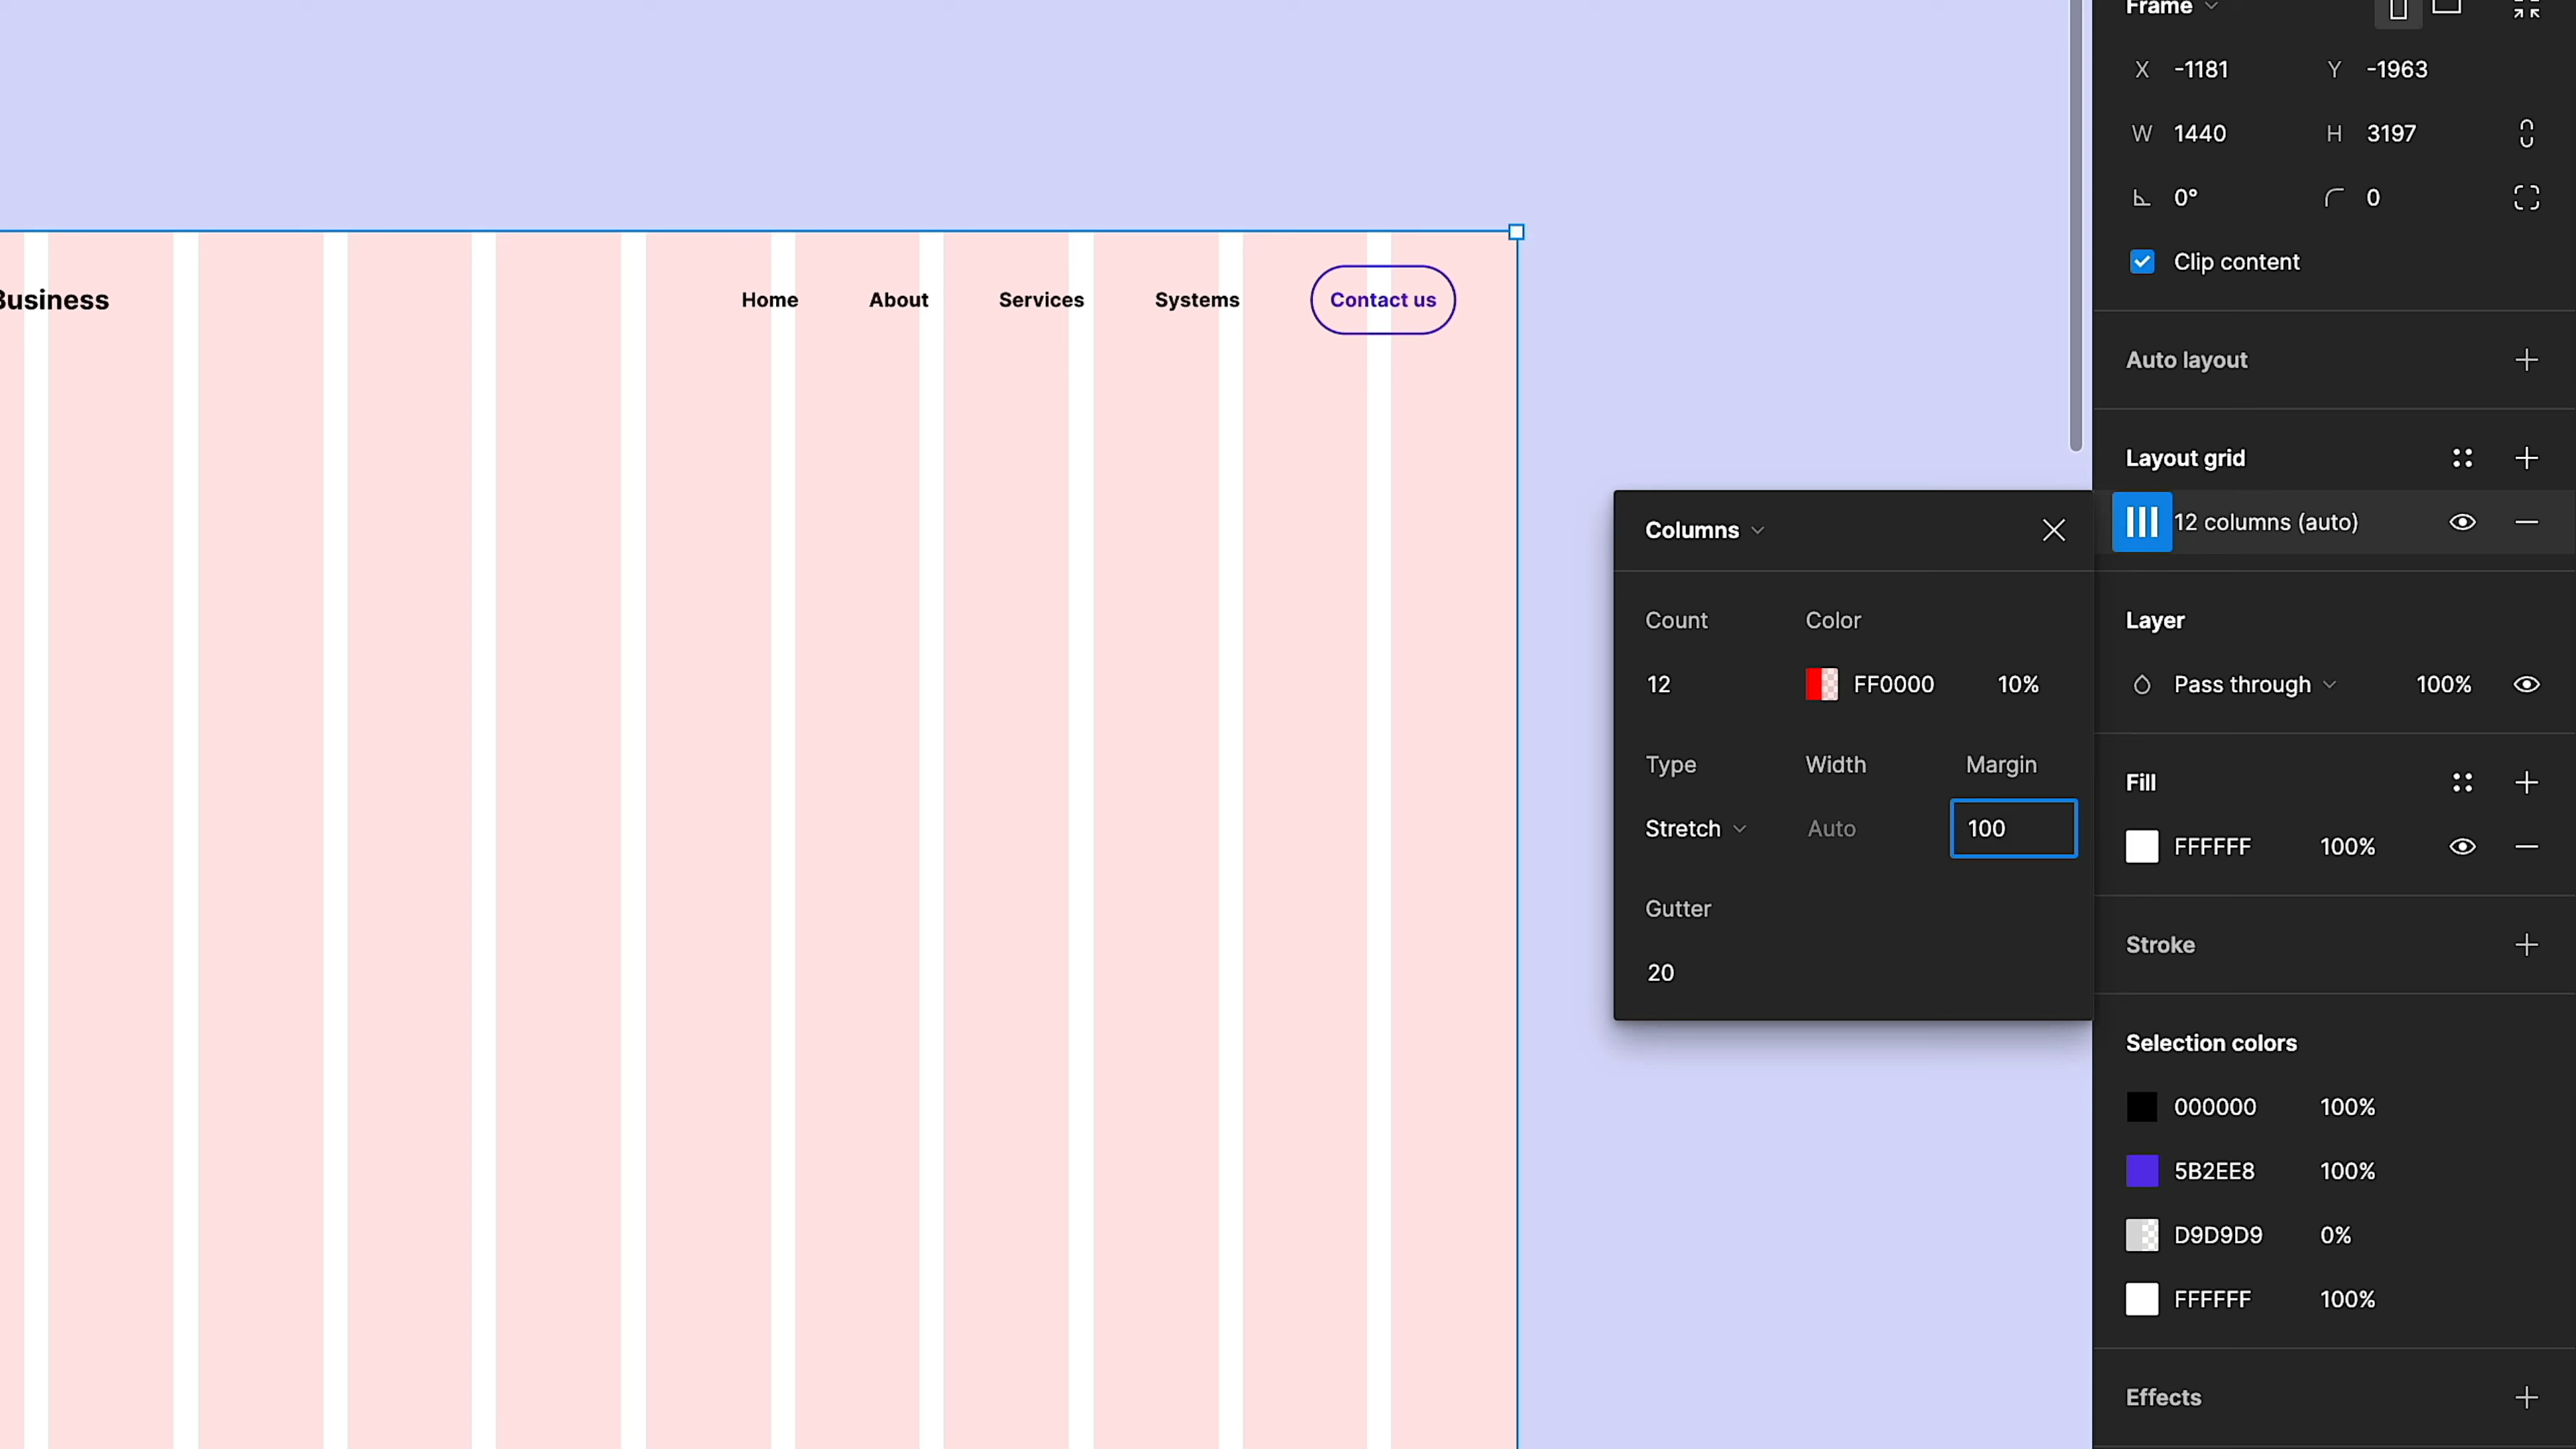 Frame
X -1181 Y -1963
W 1440 H 3197
0° 0
Clip content
Business
Home About Services Systems Contact us
Auto layout
Layout grid
12 columns (auto)
Columns
Count Color
12 FF0000 10%
Type Width Margin
Stretch Auto 100
Gutter
20
Layer
Pass through 100%
Fill
FFFFFF 100%
Stroke
Selection colors
000000 100%
5B2EE8 100%
D9D9D9 0%
FFFFFF 100%
Effects